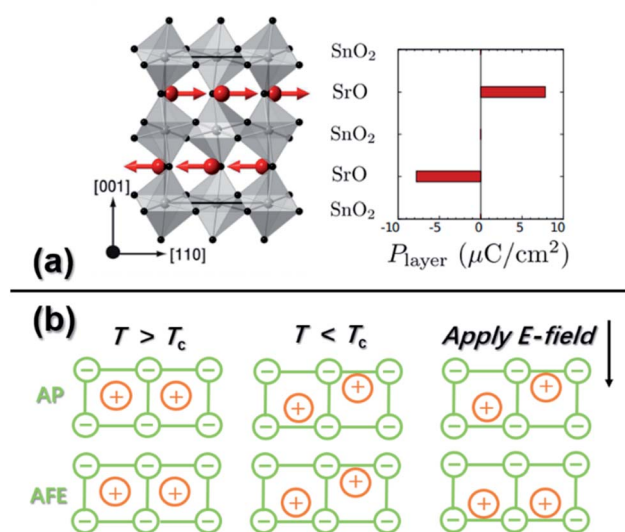 SnO2
SrO
SnO2
SrO
SnO2
[001]
[110]
-10 -5 0 5 10
Player (μC/cm²)
(a)
(b)
T > Tc
T < Tc
Apply E-field
AP
− − − − − − − − −
+ + + + + +
− − − − − − − − −
AFE
− − − − − − − − −
+ + + + + +
− − − − − − − − −